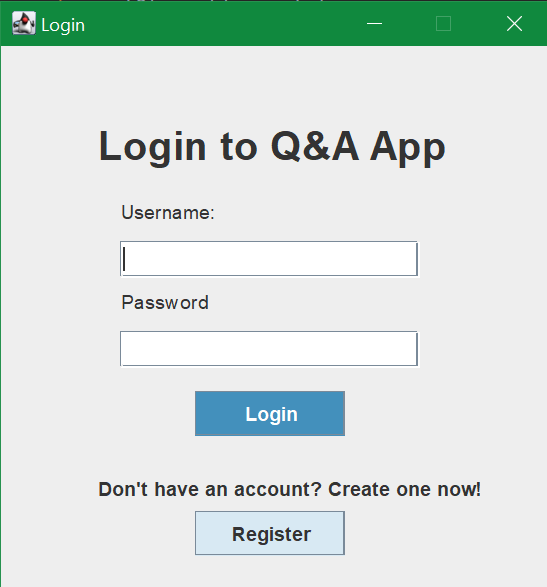 Login
Login to Q&A App
Username:
Password
Login
Don't have an account? Create one now!
Register